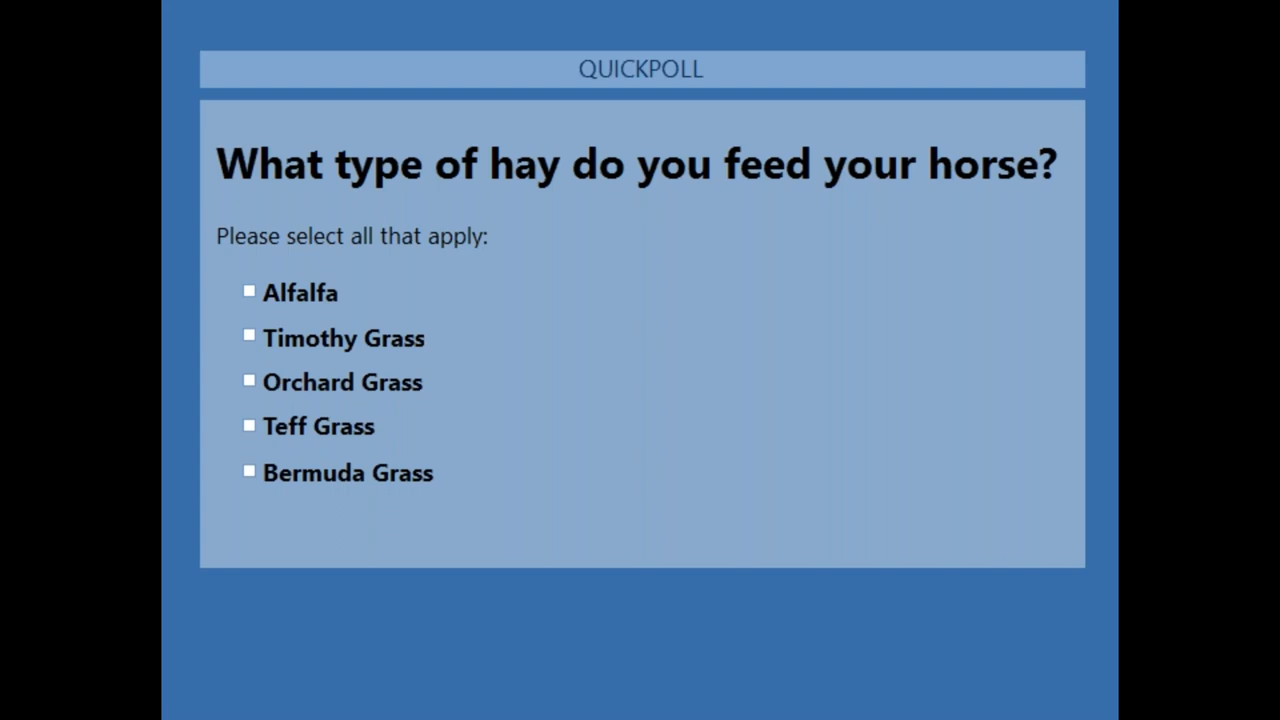 QUICKPOLL
What type of hay do you feed your horse?
Please select all that apply:
Alfalfa
Timothy Grass
Orchard Grass
Teff Grass
Bermuda Grass